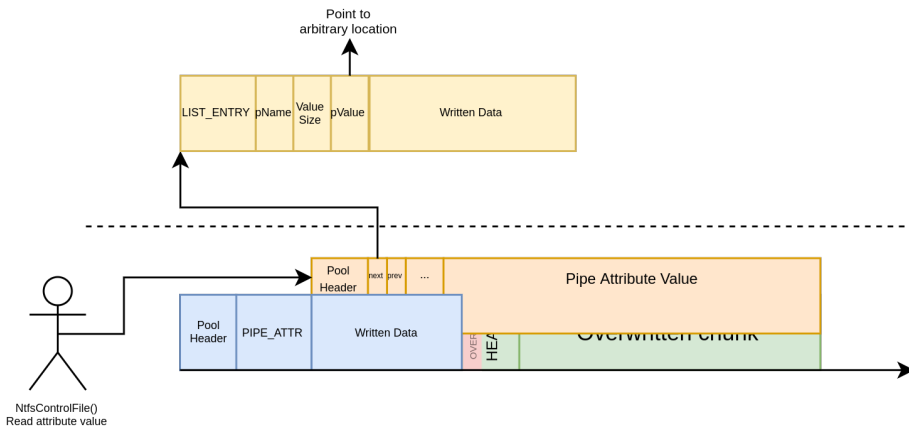 Point to
arbitrary location
LIST_ENTRY
pName
Value
Size
pValue
Written Data
Pool
Header
next
prev
...
Pipe Attribute Value
Pool
Header
PIPE_ATTR
Written Data
OVER
HEA
Overwritten chunk
NtfsControlFile()
Read attribute value